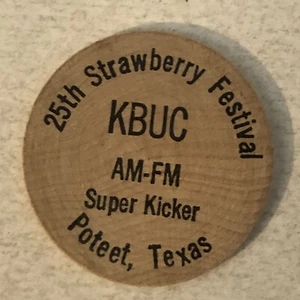 25th Strawberry Festival
KBUC
AM-FM
Super Kicker
Poteet, Texas